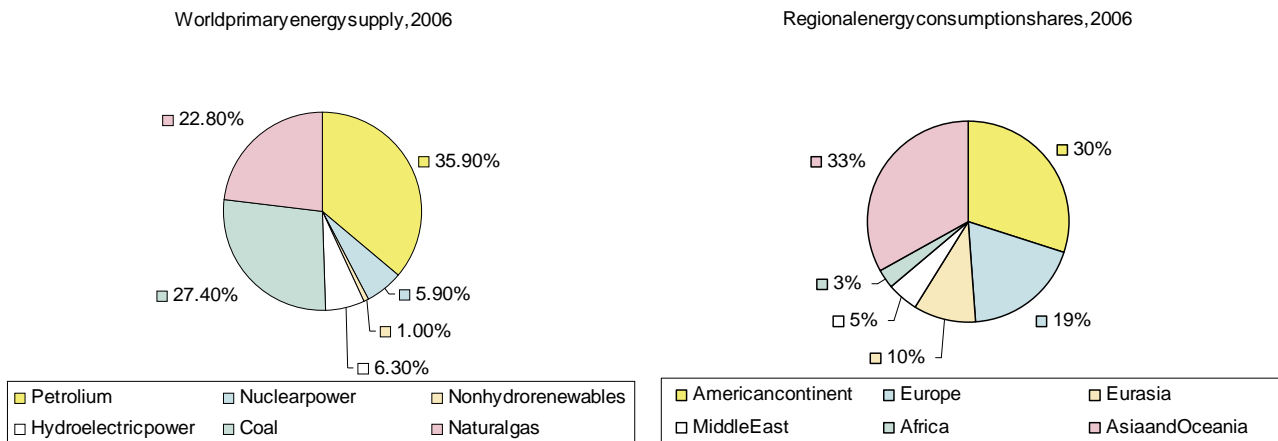 Worldprimaryenergysupply,2006
22.80%
35.90%
27.40%
5.90%
1.00%
6.30%
Petrolium Nuclearpower Nonhydrorenewables
Hydroelectricpower Coal Naturalgas
Regionalenergyconsumptionshares,2006
33%
30%
3%
5%
19%
10%
Americancontinent Europe Eurasia
MiddleEast Africa AsiaandOceania